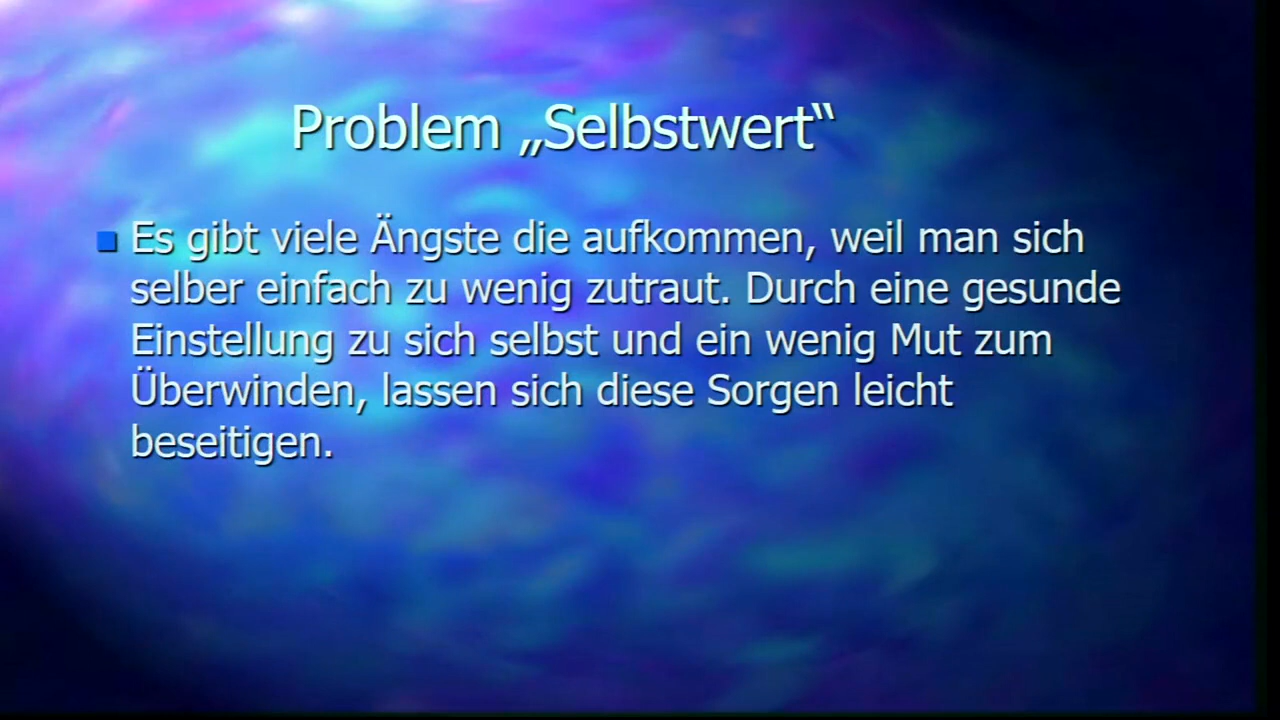 Problem „Selbstwert“
Es gibt viele Ängste die aufkommen, weil man sich
selber einfach zu wenig zutraut. Durch eine gesunde
Einstellung zu sich selbst und ein wenig Mut zum
Überwinden, lassen sich diese Sorgen leicht
beseitigen.